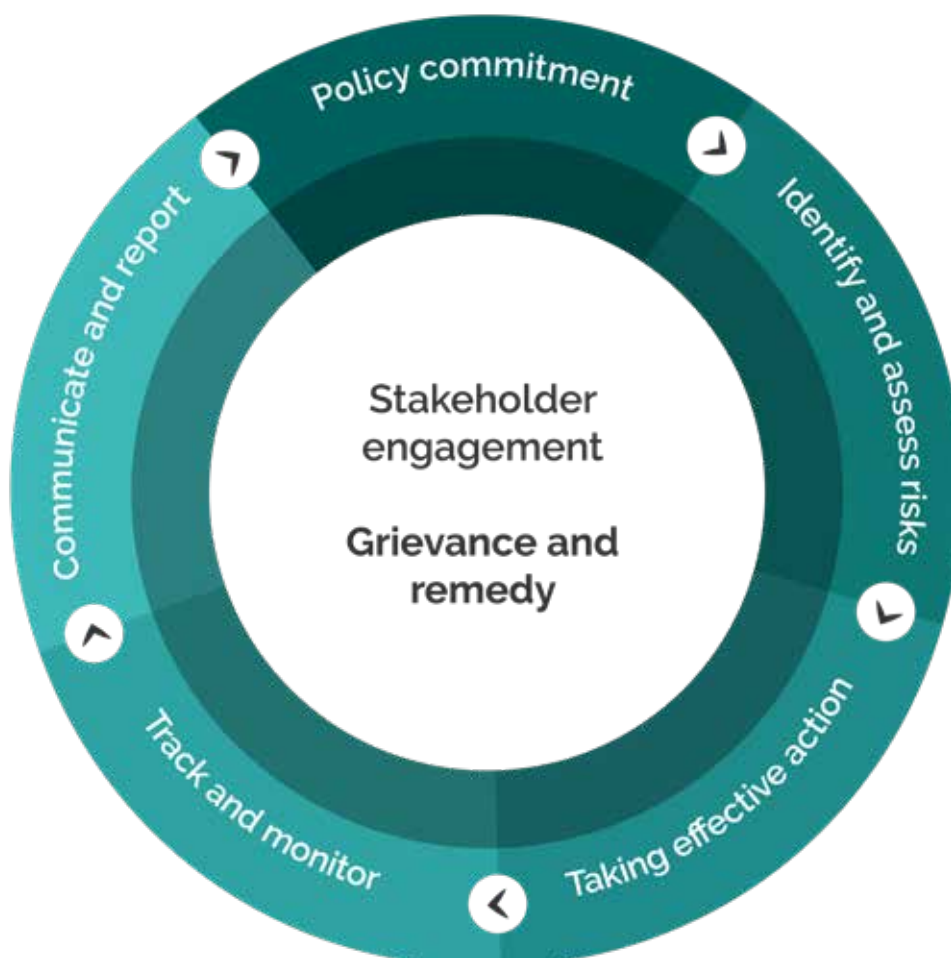 Policy commitment
Identify and assess risks
Taking effective action
Track and monitor
Communicate and report
Stakeholder
engagement
Grievance and
remedy